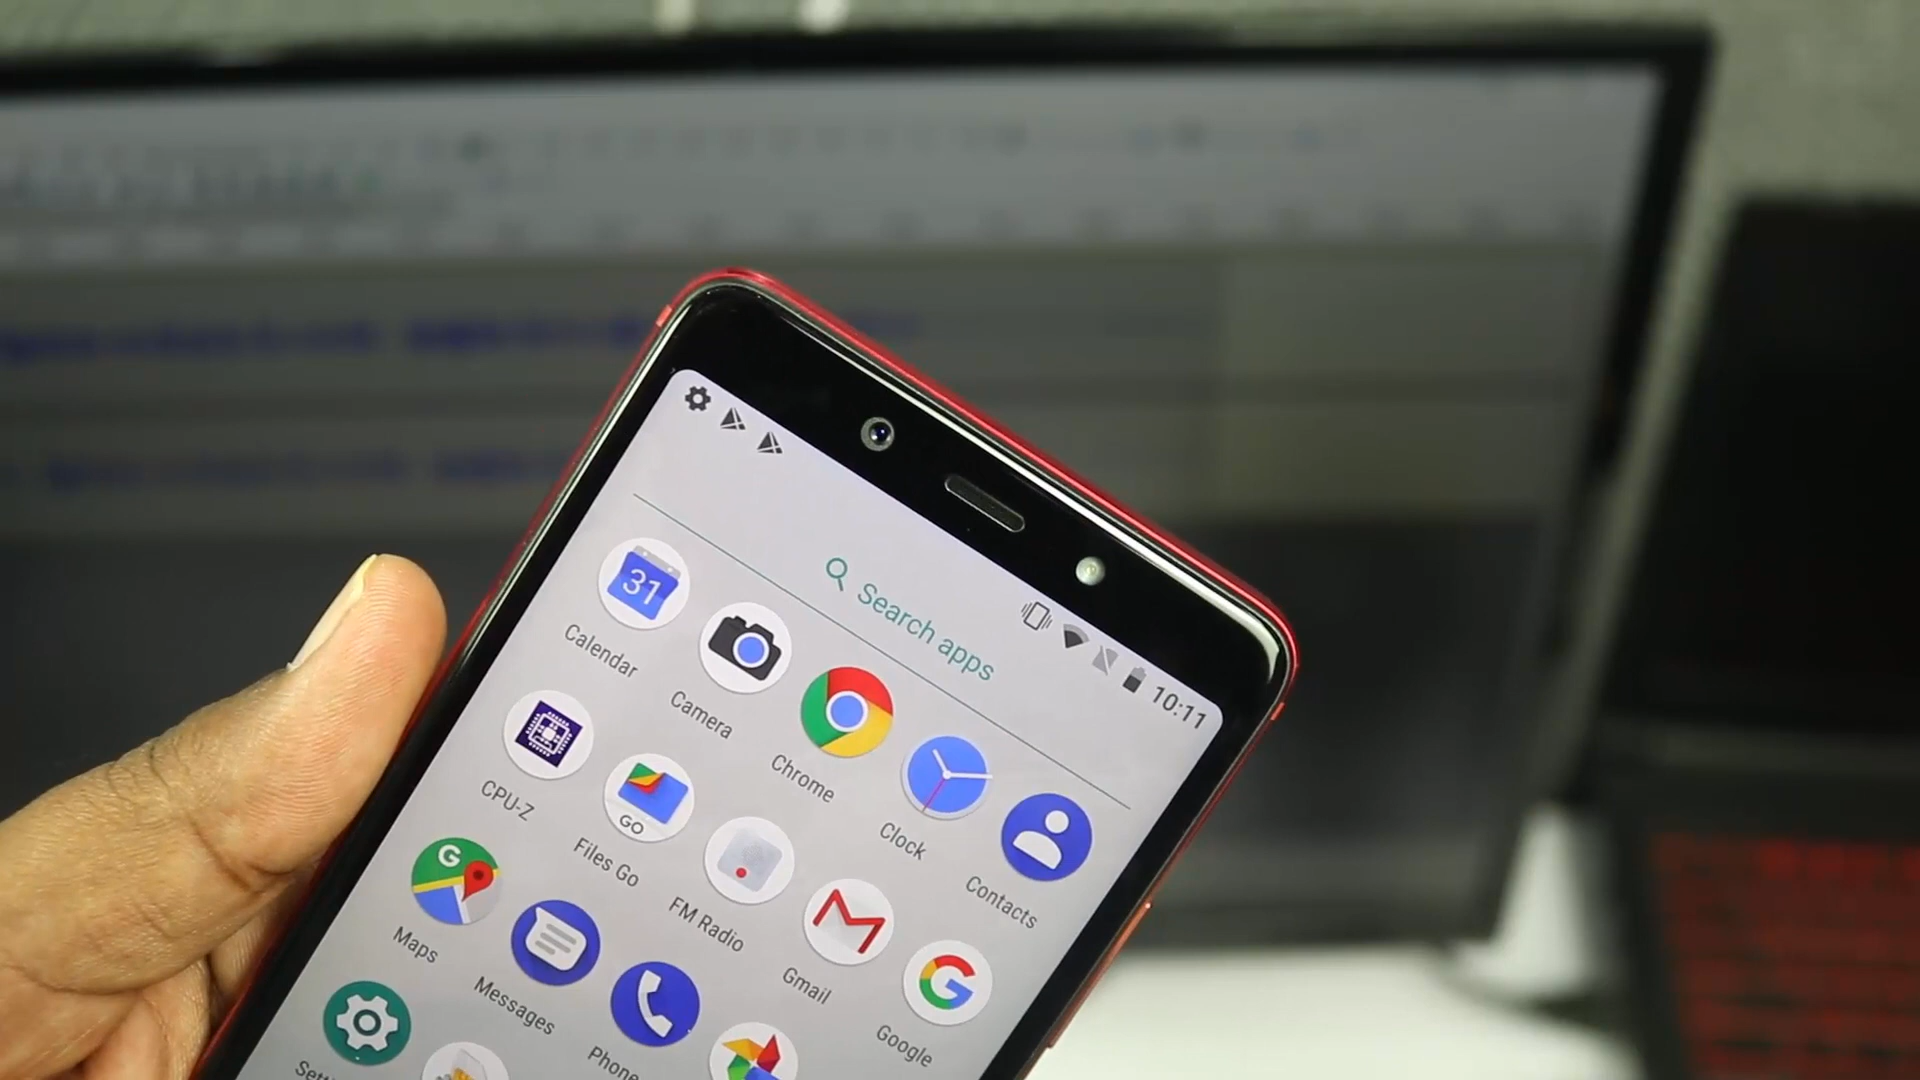 10:11
Search apps
31
Calendar
Camera
Chrome
Clock
Contacts
CPU-Z
GO
Files Go
FM Radio
Gmail
Google
G
Maps
Messages
Phone